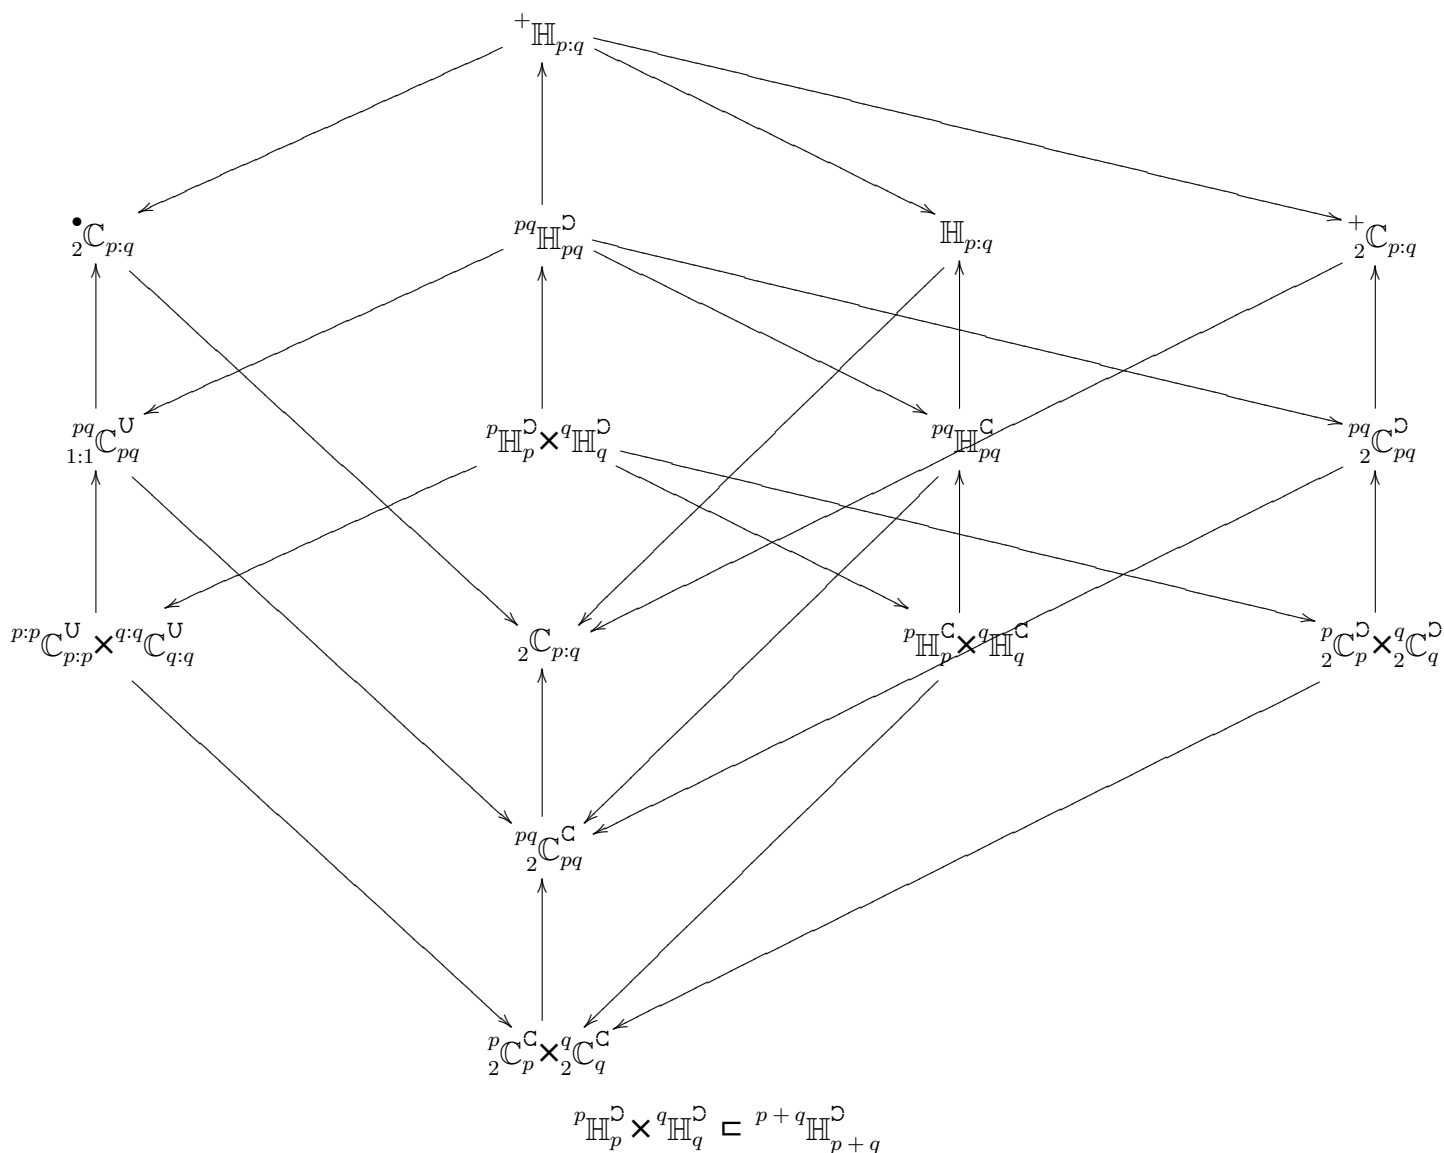 ⁺ℍ_{p:q}
•₂ℂ_{p:q} ^{pq}ℍ^{ↄ}_{pq} ℍ_{p:q} ⁺₂ℂ_{p:q}
^{pq}_{1:1}ℂ^{∪}_{pq} ^{p}ℍ^{ↄ}_{p}×^{q}ℍ^{ↄ}_{q} ^{pq}ℍ^{c}_{pq} ^{pq}_{2}ℂ^{ↄ}_{pq}
^{p:p}ℂ^{∪}_{p:p}×^{q:q}ℂ^{∪}_{q:q} ₂ℂ_{p:q} ^{p}ℍ^{c}_{p}×^{q}ℍ^{c}_{q} ^{p}_{2}ℂ^{ↄ}_{p}×^{q}_{2}ℂ^{ↄ}_{q}
^{pq}_{2}ℂ^{c}_{pq}
^{p}_{2}ℂ^{c}_{p}×^{q}_{2}ℂ^{c}_{q}
^{p}ℍ^{ↄ}_{p}×^{q}ℍ^{ↄ}_{q} ⊏ ^{p+q}ℍ^{ↄ}_{p+q}